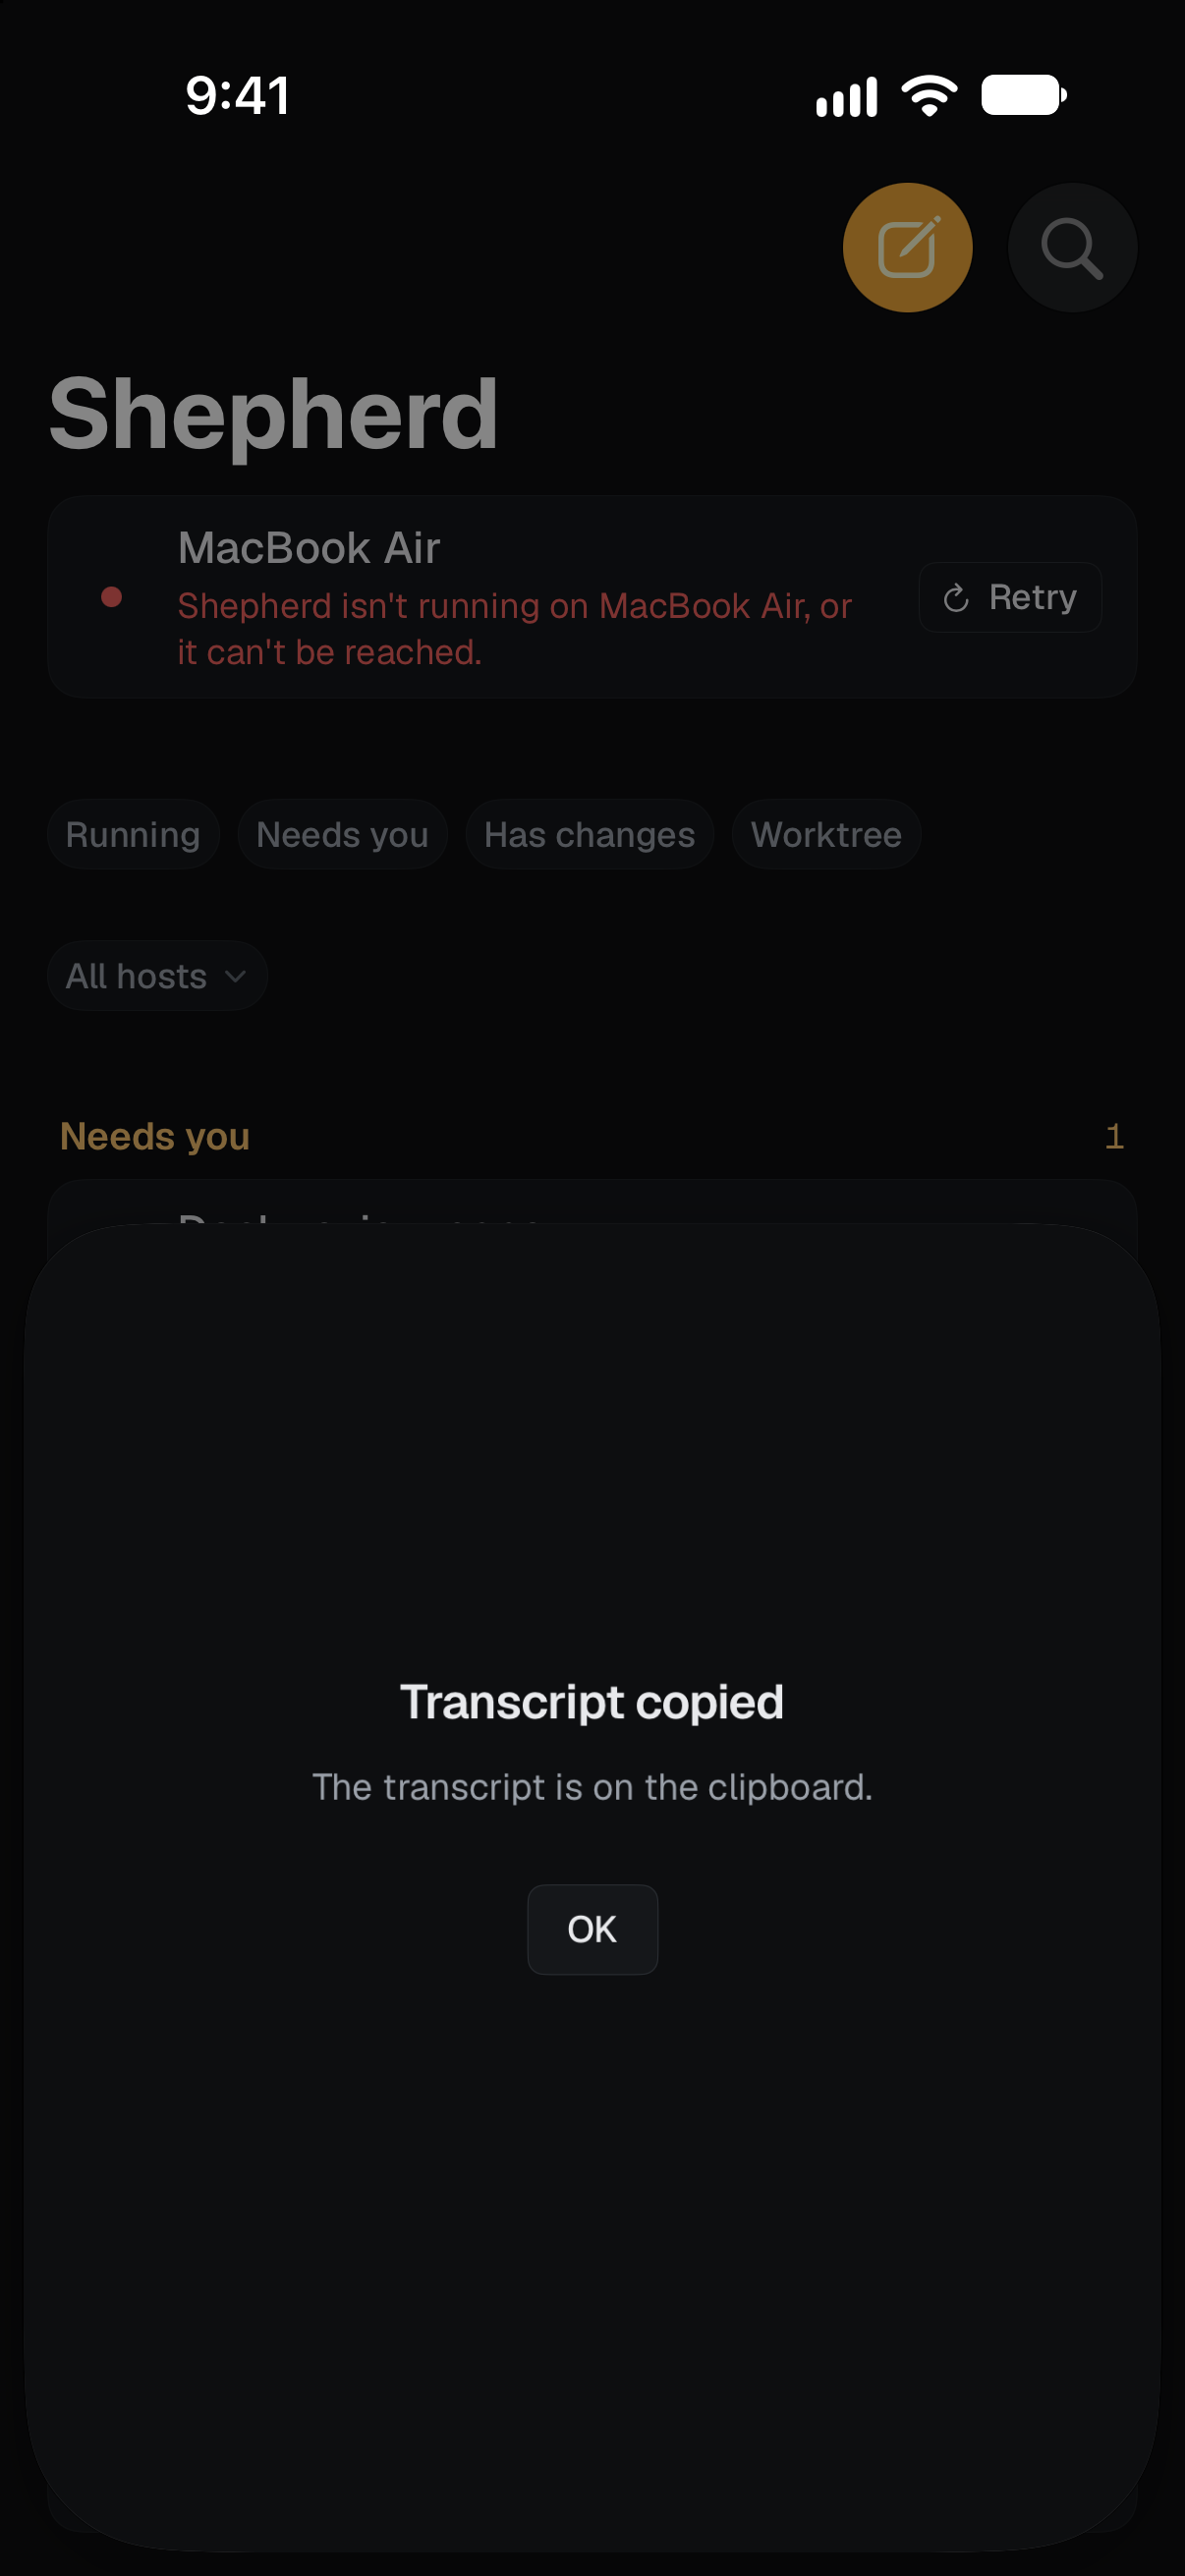 9:41
Shepherd
MacBook Air
Shepherd isn't running on MacBook Air, or
it can't be reached.
Retry
Running
Needs you
Has changes
Worktree
All hosts
Needs you
1
Transcript copied
The transcript is on the clipboard.
OK